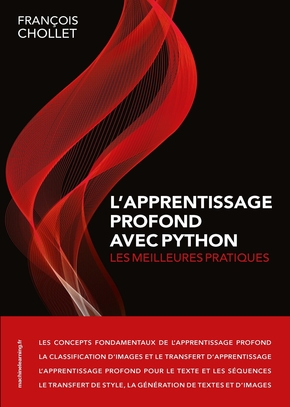 FRANÇOIS
CHOLLET
L'APPRENTISSAGE
PROFOND
AVEC PYTHON
LES MEILLEURES PRATIQUES
machinelearning.fr
LES CONCEPTS FONDAMENTAUX DE L'APPRENTISSAGE PROFOND
LA CLASSIFICATION D'IMAGES ET LE TRANSFERT D'APPRENTISSAGE
L'APPRENTISSAGE PROFOND POUR LE TEXTE ET LES SÉQUENCES
LE TRANSFERT DE STYLE, LA GÉNÉRATION DE TEXTES ET D'IMAGES